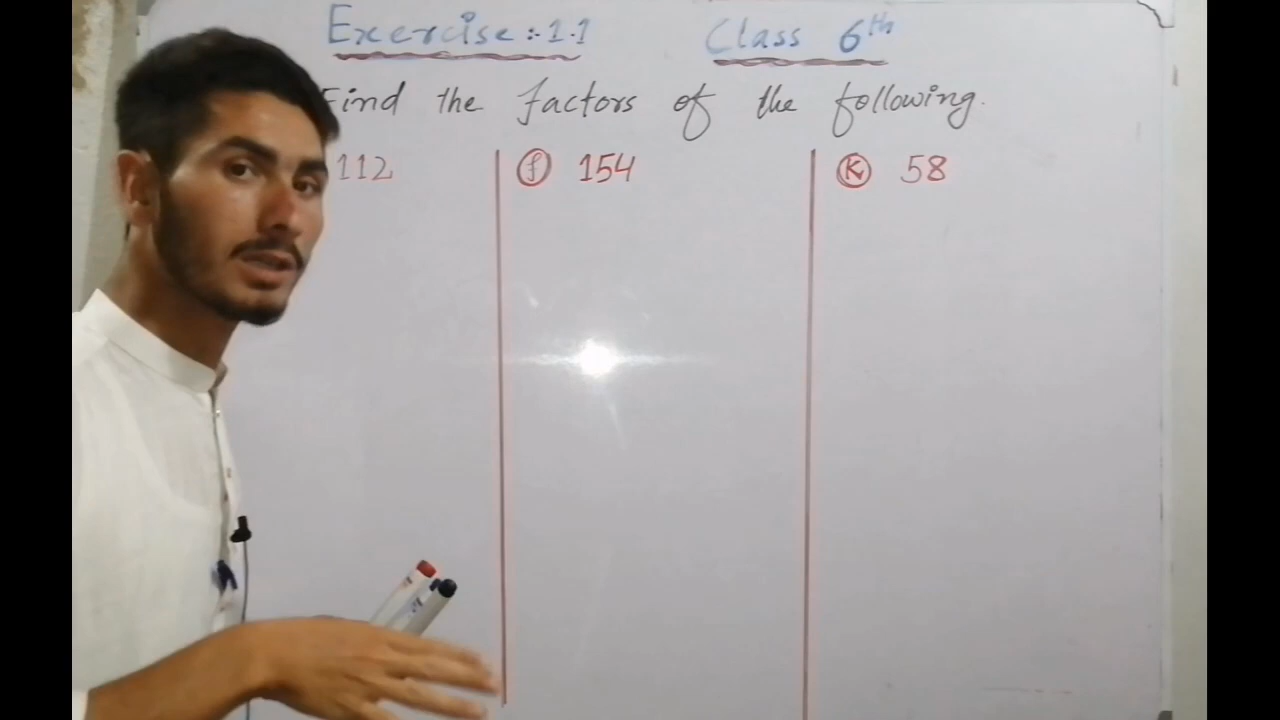 Exercise:-1.1 Class 6th
Find the factors of the following.
112 (f) 154 (K) 58